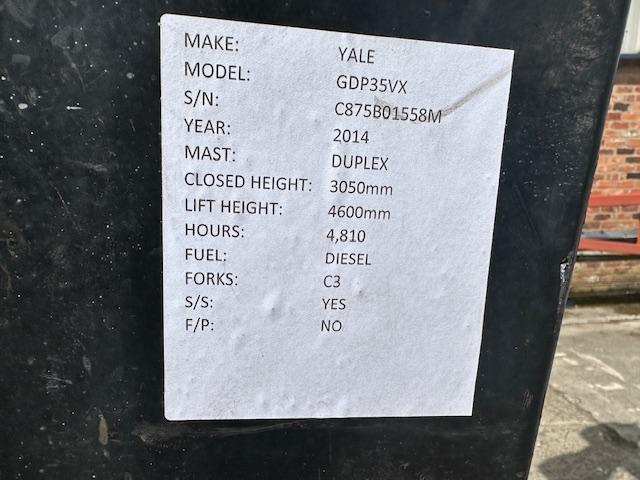 MAKE: YALE
MODEL: GDP35VX
S/N: C875B01558M
YEAR: 2014
MAST: DUPLEX
CLOSED HEIGHT: 3050mm
LIFT HEIGHT: 4600mm
HOURS: 4,810
FUEL: DIESEL
FORKS: C3
S/S: YES
F/P: NO